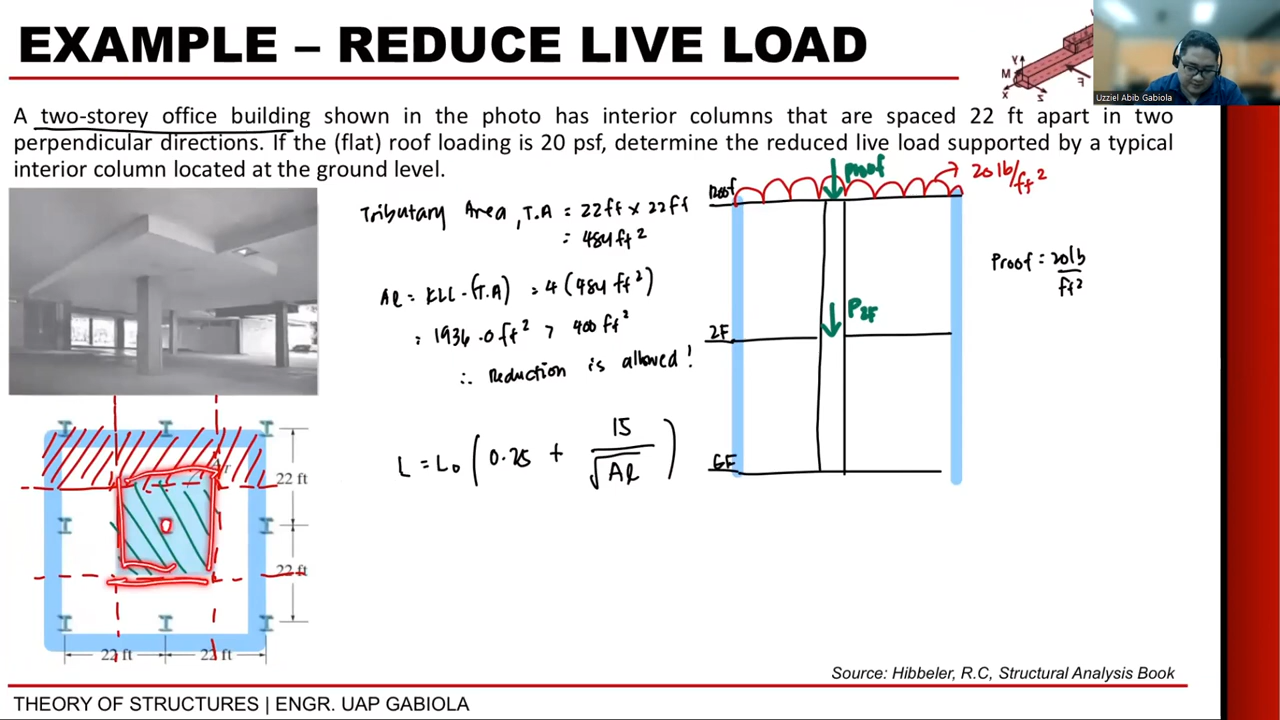 EXAMPLE – REDUCE LIVE LOAD
Uzziel Abib Gabiola
A two-storey office building shown in the photo has interior columns that are spaced 22 ft apart in two
perpendicular directions. If the (flat) roof loading is 20 psf, determine the reduced live load supported by a typical
interior column located at the ground level.
Tributary Area, T.A = 22ft x 22ft
= 484 ft²
Al = KLL·(T.A) = 4 (484 ft²)
= 1936.0 ft² > 400 ft²
∴ Reduction is allowed!
L = Lo (0.25 + 15/√Al)
Proof
20 lb/ft²
Roof
P2F
2F
GF
Proof = 20lb/ft²
22 ft
22 ft
22 ft
22 ft
Source: Hibbeler, R.C, Structural Analysis Book
THEORY OF STRUCTURES | ENGR. UAP GABIOLA